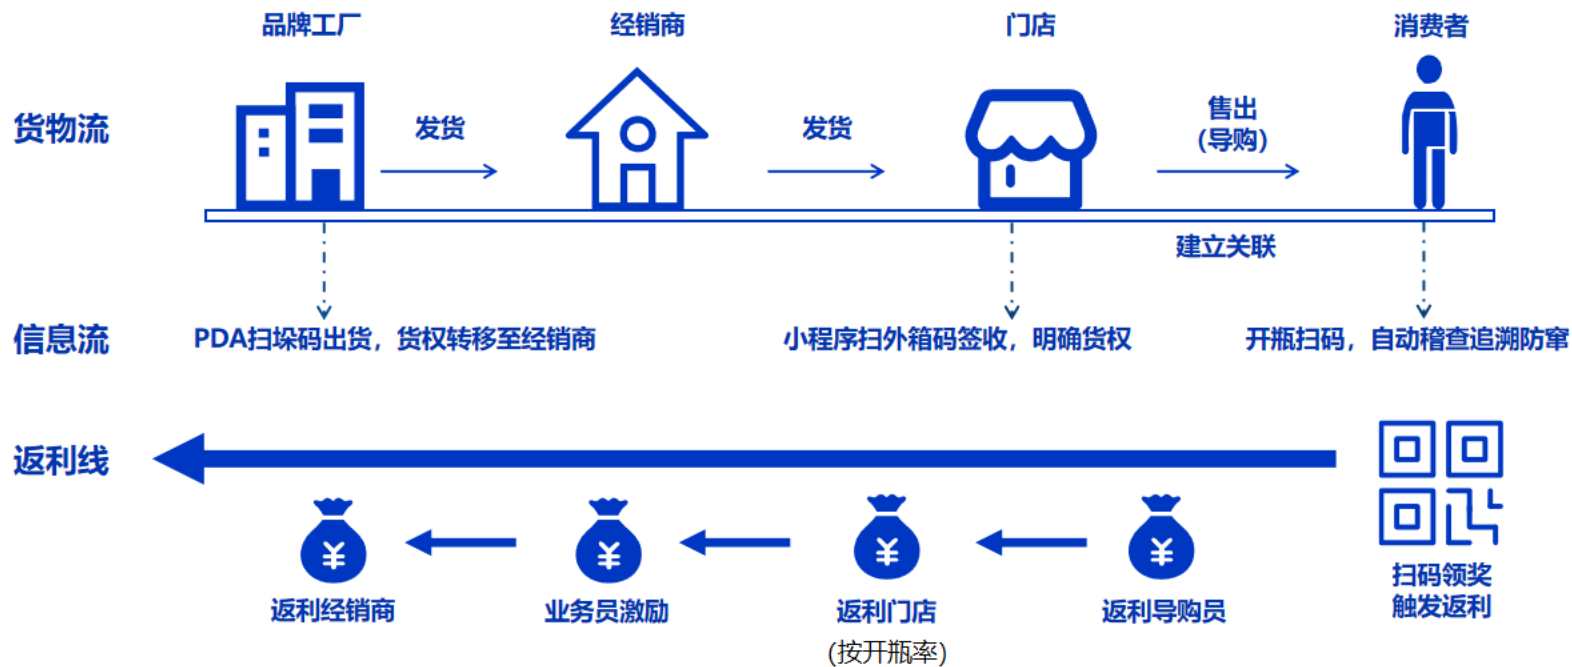 品牌工厂
经销商
门店
消费者
货物流
发货
发货
售出
(导购)
建立关联
信息流
PDA扫垛码出货，货权转移至经销商
小程序扫外箱码签收，明确货权
开瓶扫码，自动稽查追溯防窜
返利线
¥
¥
¥
¥
返利经销商
业务员激励
返利门店
(按开瓶率)
返利导购员
扫码领奖
触发返利